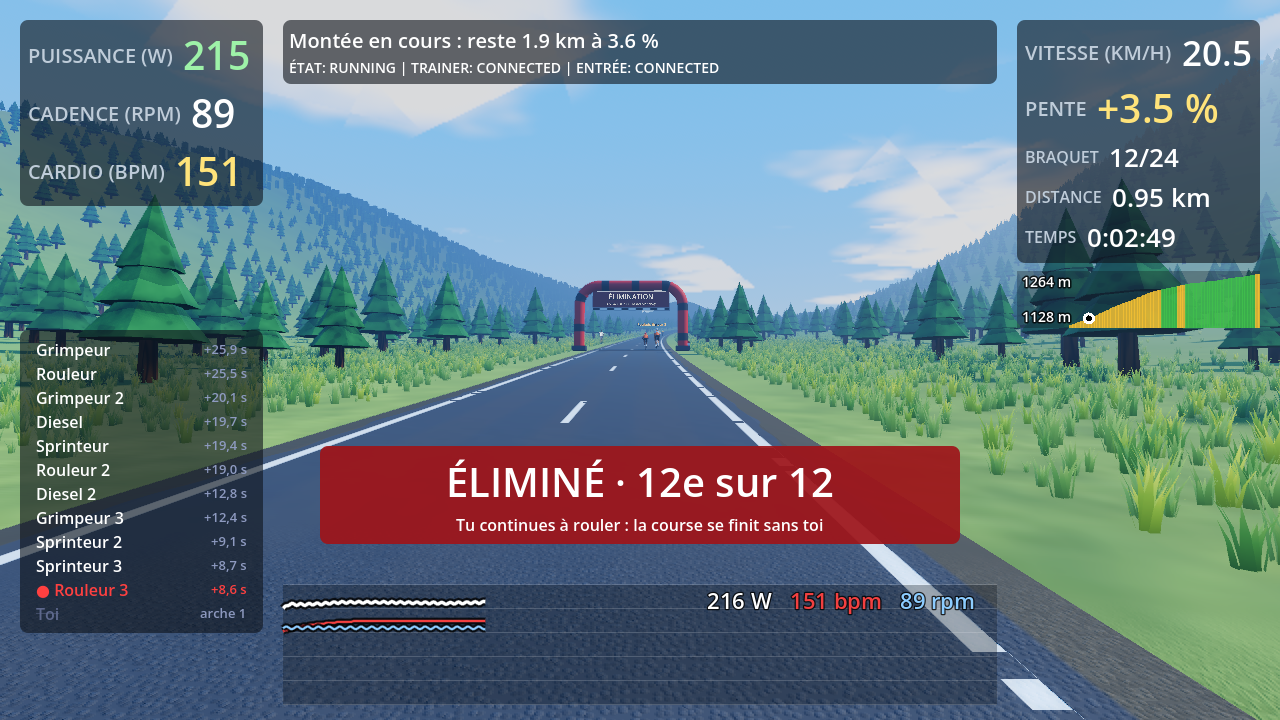 PUISSANCE (W) 215
CADENCE (RPM) 89
CARDIO (BPM) 151
Montée en cours : reste 1.9 km à 3.6 %
ÉTAT: RUNNING | TRAINER: CONNECTED | ENTRÉE: CONNECTED
VITESSE (KM/H) 20.5
PENTE +3.5 %
BRAQUET 12/24
DISTANCE 0.95 km
TEMPS 0:02:49
1264 m
1128 m
ÉLIMINATION
Grimpeur +25,9 s
Rouleur +25,5 s
Grimpeur 2 +20,1 s
Diesel +19,7 s
Sprinteur +19,4 s
Rouleur 2 +19,0 s
Diesel 2 +12,8 s
Grimpeur 3 +12,4 s
Sprinteur 2 +9,1 s
Sprinteur 3 +8,7 s
Rouleur 3 +8,6 s
Toi arche 1
ÉLIMINÉ · 12e sur 12
Tu continues à rouler : la course se finit sans toi
216 W 151 bpm 89 rpm